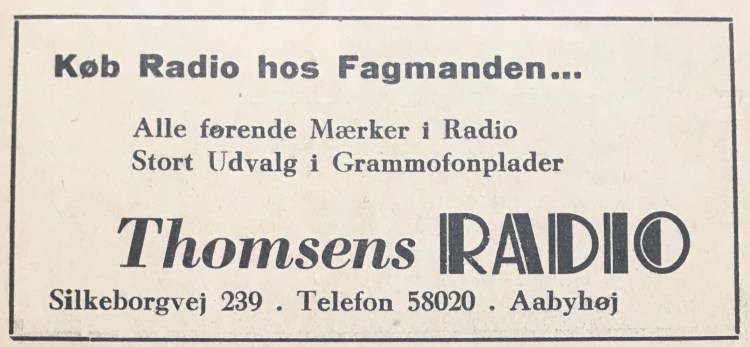 Køb Radio hos Fagmanden...
Alle førende Mærker i Radio
Stort Udvalg i Grammofonplader
Thomsens RADIO
Silkeborgvej 239 . Telefon 58020 . Aabyhøj